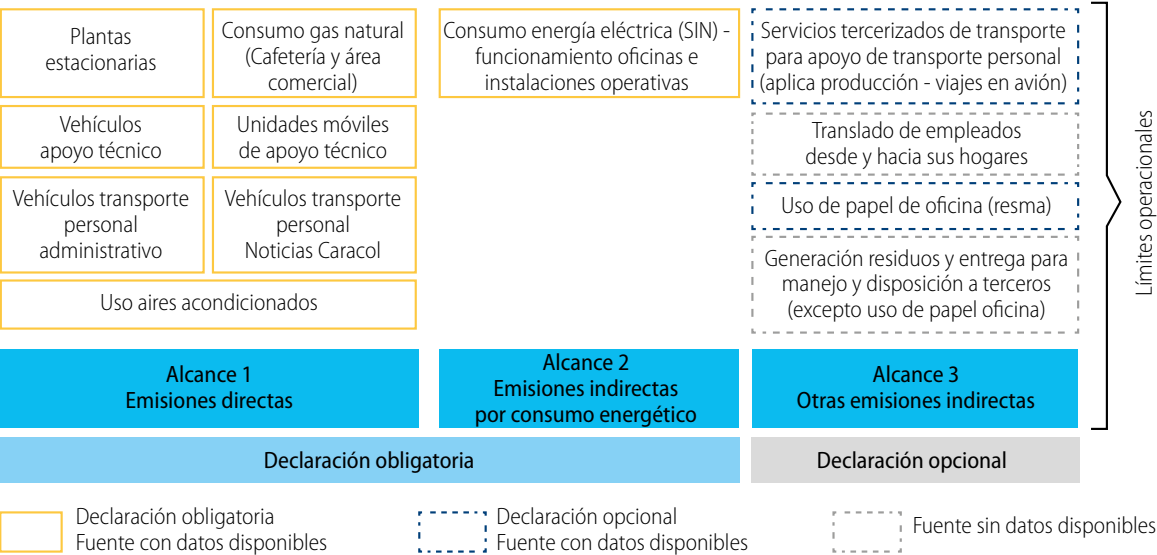 Plantas
estacionarias
Consumo gas natural
(Cafetería y área
comercial)
Vehículos
apoyo técnico
Unidades móviles
de apoyo técnico
Vehículos transporte
personal
administrativo
Vehículos transporte
personal
Noticias Caracol
Uso aires acondicionados
Alcance 1
Emisiones directas
Consumo energía eléctrica (SIN) -
funcionamiento oficinas e
instalaciones operativas
Alcance 2
Emisiones indirectas
por consumo energético
Servicios tercerizados de transporte
para apoyo de transporte personal
(aplica producción - viajes en avión)
Translado de empleados
desde y hacia sus hogares
Uso de papel de oficina (resma)
Generación residuos y entrega para
manejo y disposición a terceros
(excepto uso de papel oficina)
Alcance 3
Otras emisiones indirectas
Límites operacionales
Declaración obligatoria
Declaración opcional
Declaración obligatoria
Fuente con datos disponibles
Declaración opcional
Fuente con datos disponibles
Fuente sin datos disponibles